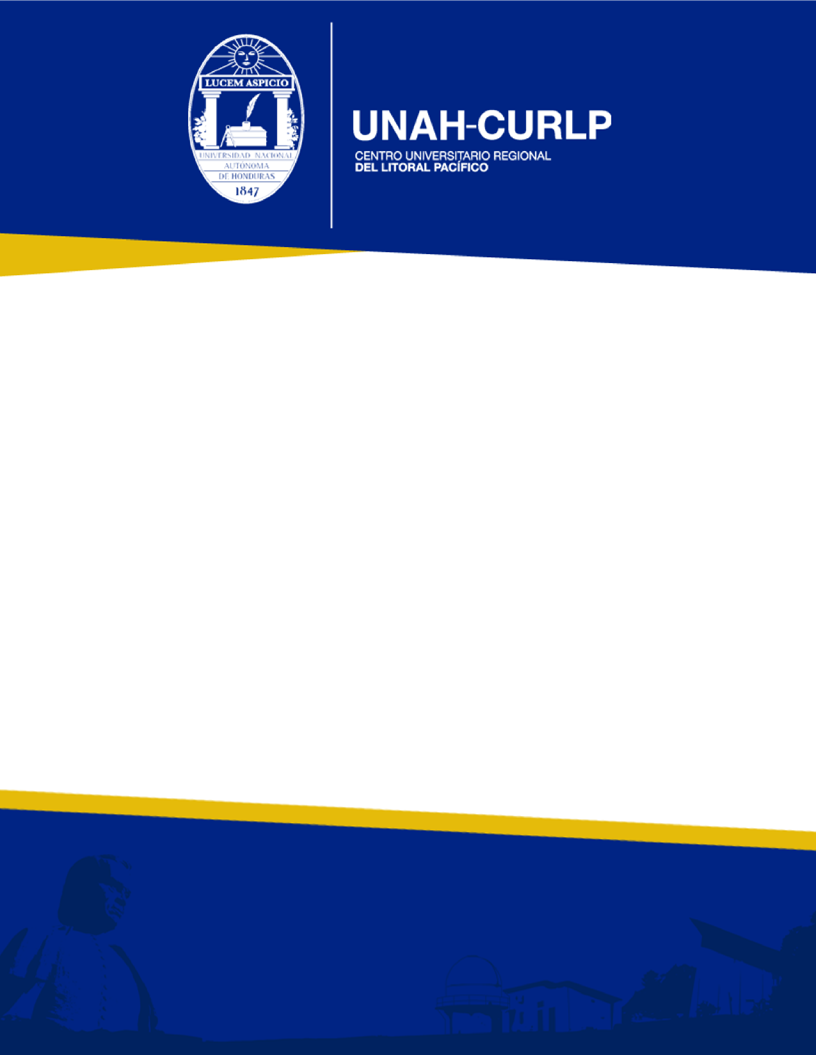 LUCEM ASPICIO
UNIVERSIDAD NACIONAL
AUTONOMA
DE HONDURAS
1847
UNAH-CURLP
CENTRO UNIVERSITARIO REGIONAL
DEL LITORAL PACÍFICO